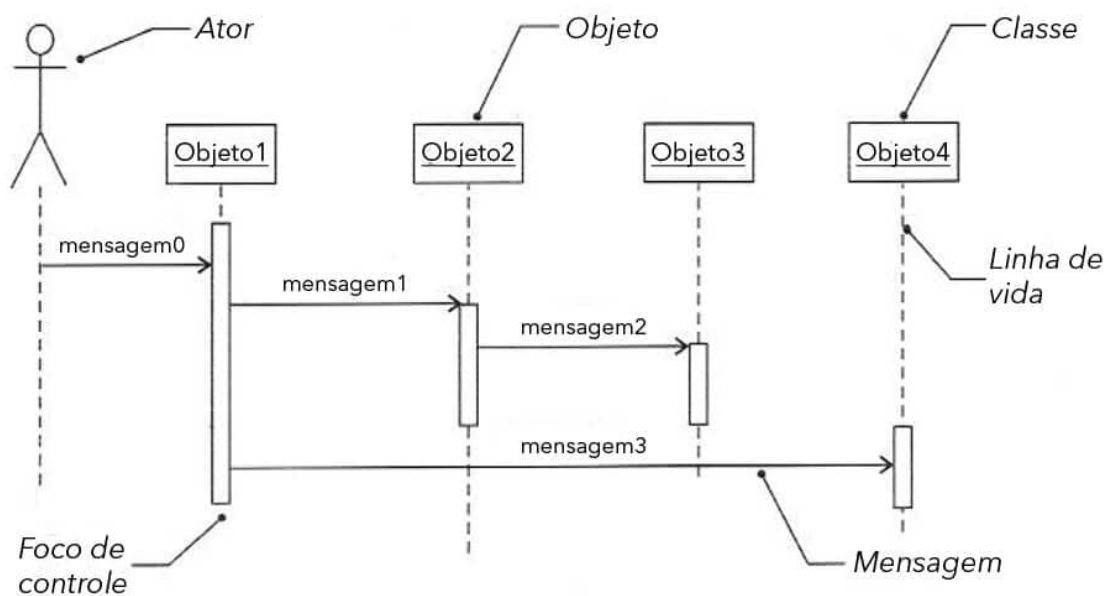 Ator
Objeto
Classe
Objeto1
Objeto2
Objeto3
Objeto4
mensagem0
mensagem1
mensagem2
Linha de
vida
mensagem3
Foco de
controle
Mensagem